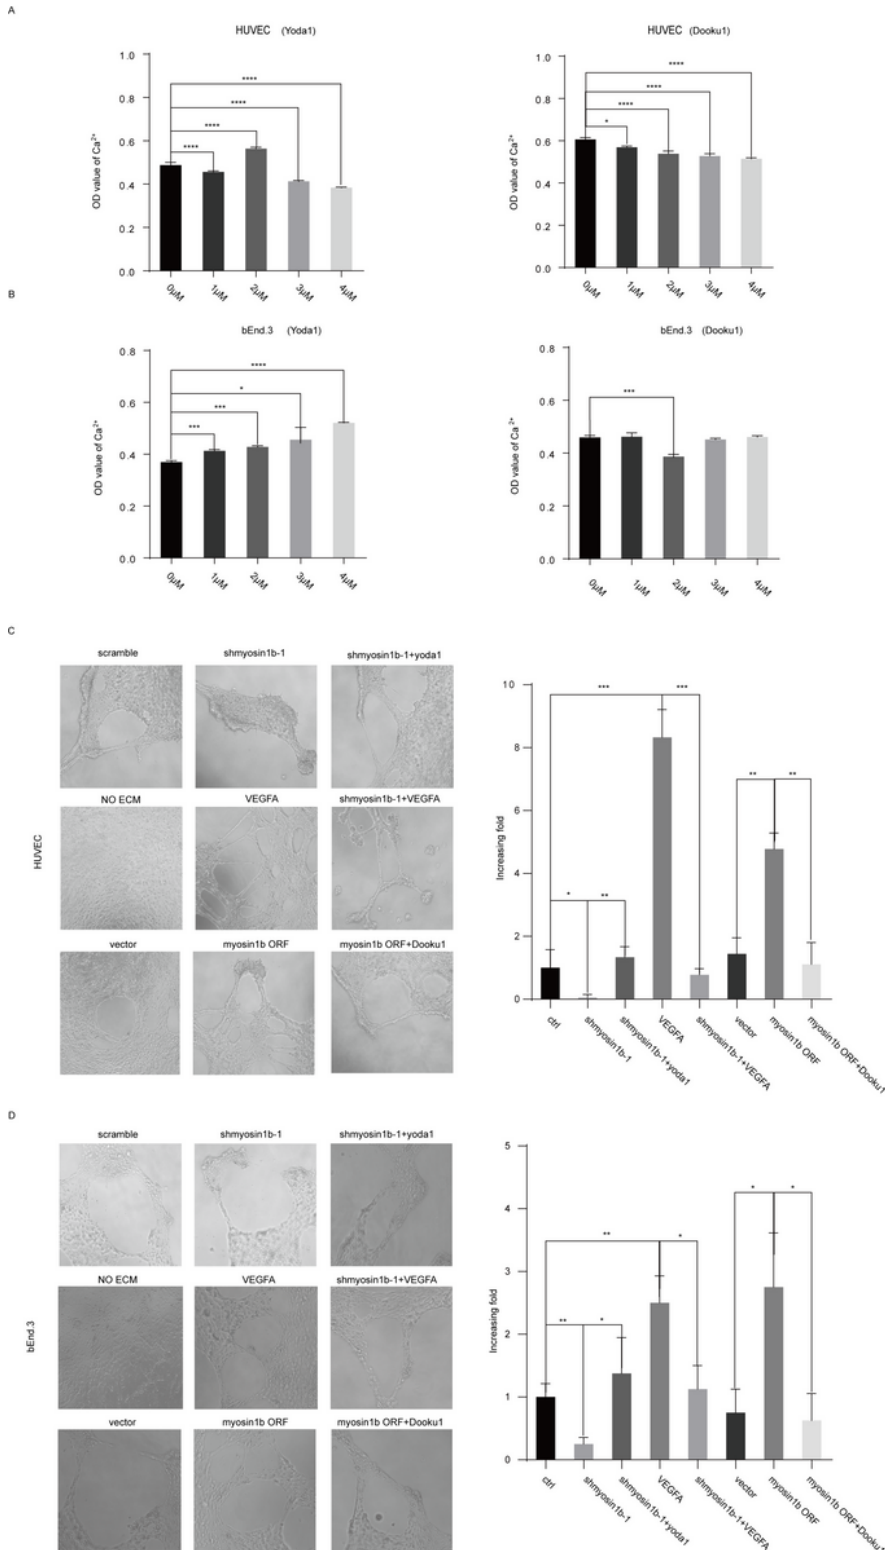 A
HUVEC (Yoda1)
HUVEC (Dooku1)
1.0
0.8
0.6
0.4
0.2
0.0
OD value of Ca²⁺
****
****
****
****
0μM
1μM
2μM
3μM
4μM
1.0
0.8
0.6
0.4
0.2
0.0
OD value of Ca²⁺
****
****
****
*
0μM
1μM
2μM
3μM
4μM
B
bEnd.3 (Yoda1)
bEnd.3 (Dooku1)
0.8
0.6
0.4
0.2
0.0
OD value of Ca²⁺
****
*
***
***
0μM
1μM
2μM
3μM
4μM
0.8
0.6
0.4
0.2
0.0
OD value of Ca²⁺
***
0μM
1μM
2μM
3μM
4μM
C
HUVEC
scramble
shmyosin1b-1
shmyosin1b-1+yoda1
NO ECM
VEGFA
shmyosin1b-1+VEGFA
vector
myosin1b ORF
myosin1b ORF+Dooku1
Increasing fold
10
8
6
4
2
0
***
***
**
**
*
**
ctrl
shmyosin1b-1
shmyosin1b-1+yoda1
VEGFA
shmyosin1b-1+VEGFA
vector
myosin1b ORF
myosin1b ORF+Dooku1
D
bEnd.3
scramble
shmyosin1b-1
shmyosin1b-1+yoda1
NO ECM
VEGFA
shmyosin1b-1+VEGFA
vector
myosin1b ORF
myosin1b ORF+Dooku1
Increasing fold
5
4
3
2
1
0
*
*
**
*
**
*
ctrl
shmyosin1b-1
shmyosin1b-1+yoda1
VEGFA
shmyosin1b-1+VEGFA
vector
myosin1b ORF
myosin1b ORF+Dooku1